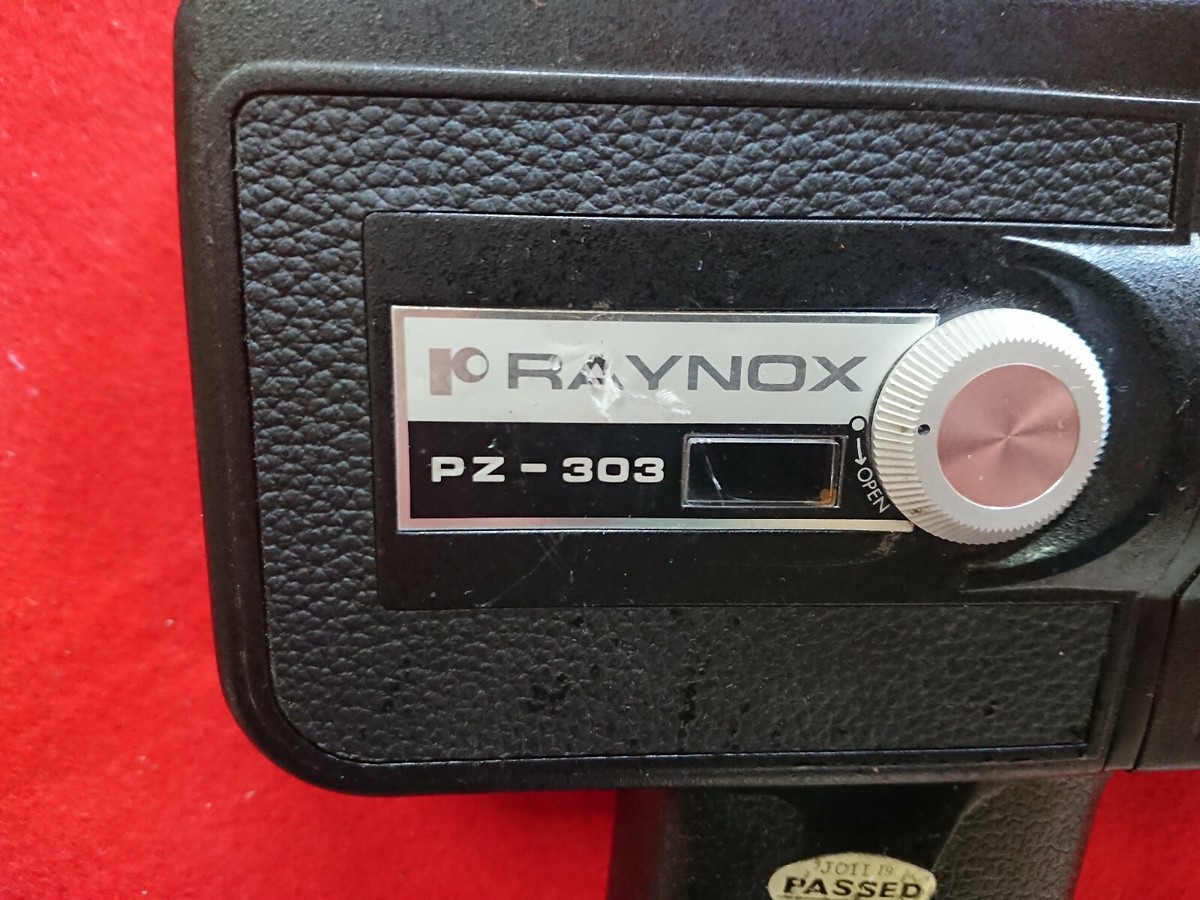 RAYNOX
PZ-303
OPEN
PASSED